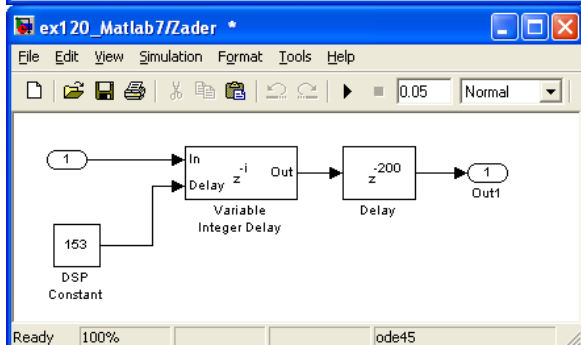 ex120_Matlab7/Zader *
File Edit View Simulation Format Tools Help
0.05 Normal
1
In
Delay
z-i
Out
z-200
1
Out1
Variable
Integer Delay
Delay
153
DSP
Constant
Ready 100% ode45